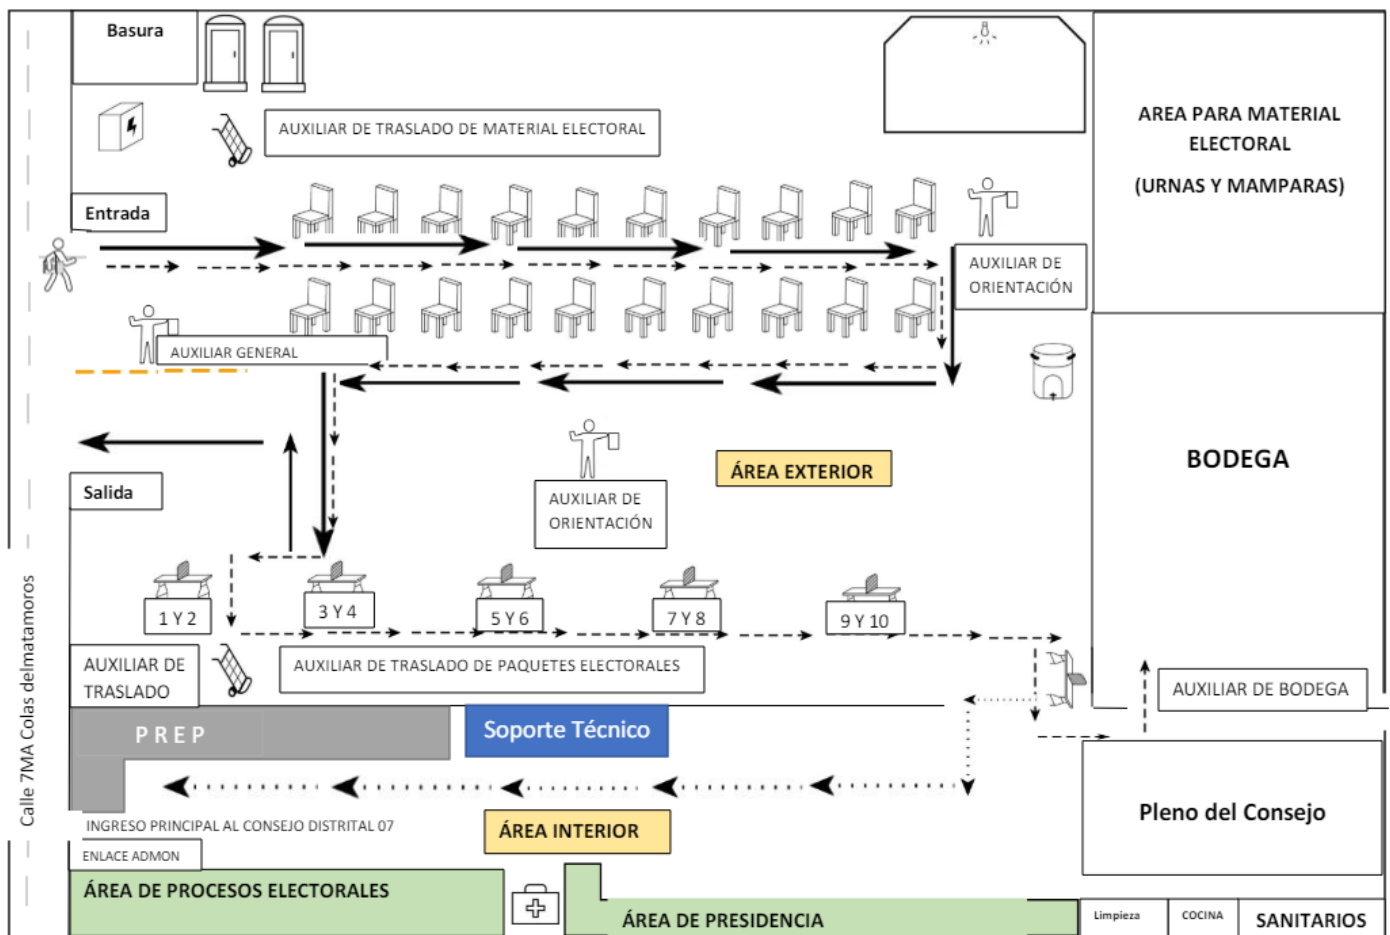 Basura
AUXILIAR DE TRASLADO DE MATERIAL ELECTORAL
AREA PARA MATERIAL
ELECTORAL
(URNAS Y MAMPARAS)
Entrada
AUXILIAR DE
ORIENTACIÓN
AUXILIAR GENERAL
BODEGA
ÁREA EXTERIOR
Salida
AUXILIAR DE
ORIENTACIÓN
1 Y 2
3 Y 4
5 Y 6
7 Y 8
9 Y 10
AUXILIAR DE
TRASLADO
AUXILIAR DE TRASLADO DE PAQUETES ELECTORALES
AUXILIAR DE BODEGA
Calle 7MA Colas delmatamoros
P R E P
Soporte Técnico
Pleno del Consejo
INGRESO PRINCIPAL AL CONSEJO DISTRITAL 07
ÁREA INTERIOR
ENLACE ADMON
ÁREA DE PROCESOS ELECTORALES
ÁREA DE PRESIDENCIA
Limpieza
COCINA
SANITARIOS